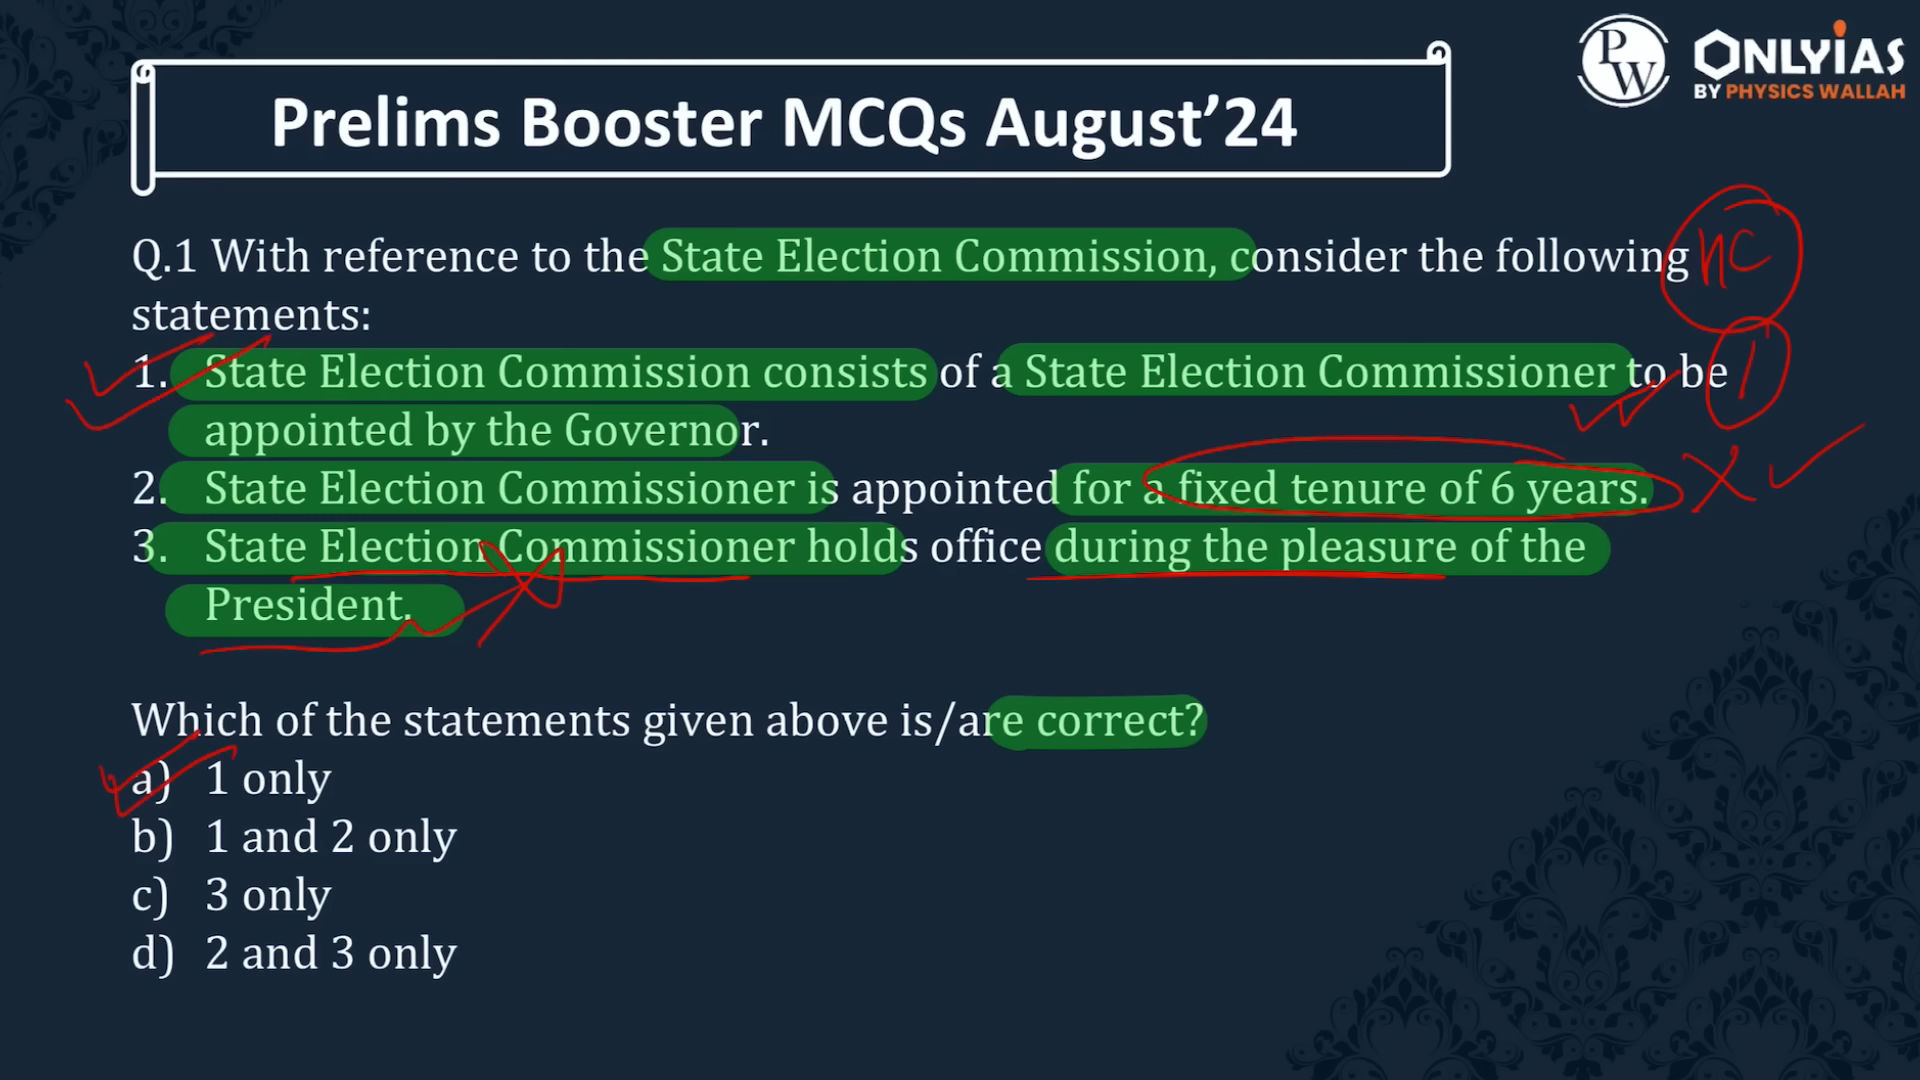 PW
ONLYIAS
BY PHYSICS WALLAH
Prelims Booster MCQs August’24
Q.1 With reference to the State Election Commission, consider the following
statements:
HC
1. State Election Commission consists of a State Election Commissioner to be
appointed by the Governor.
2. State Election Commissioner is appointed for a fixed tenure of 6 years.
3. State Election Commissioner holds office during the pleasure of the
President.
Which of the statements given above is/are correct?
a) 1 only
b) 1 and 2 only
c) 3 only
d) 2 and 3 only